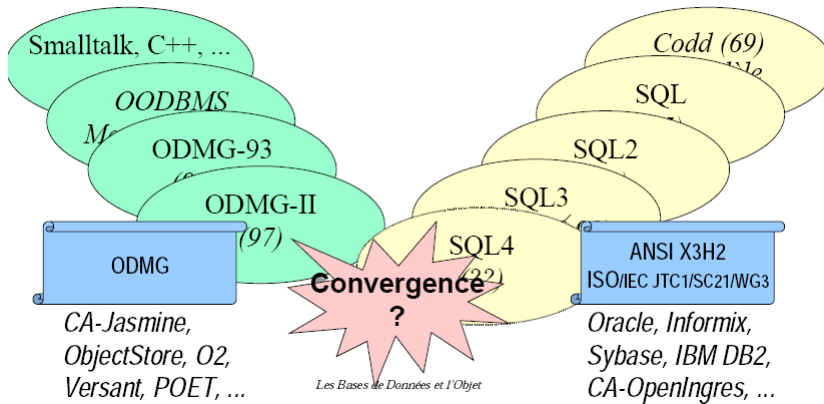 Smalltalk, C++, ...
OODBMS
ODMG-93
ODMG-II
(97)
ODMG
CA-Jasmine,
ObjectStore, O2,
Versant, POET, ...
Codd (69)
SQL
SQL2
SQL3
SQL4
Convergence
?
ANSI X3H2
ISO/IEC JTC1/SC21/WG3
Oracle, Informix,
Sybase, IBM DB2,
CA-OpenIngres, ...
Les Bases de Données et l'Objet